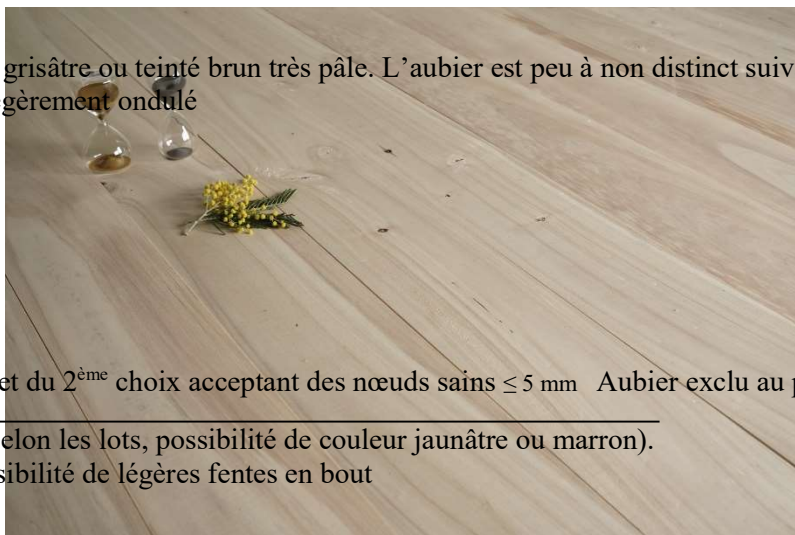 grisâtre ou teinté brun très pâle. L’aubier est peu à non distinct suiv
gèrement ondulé
et du 2ème choix acceptant des nœuds sains ≤ 5 mm Aubier exclu au p
elon les lots, possibilité de couleur jaunâtre ou marron).
sibilité de légères fentes en bout